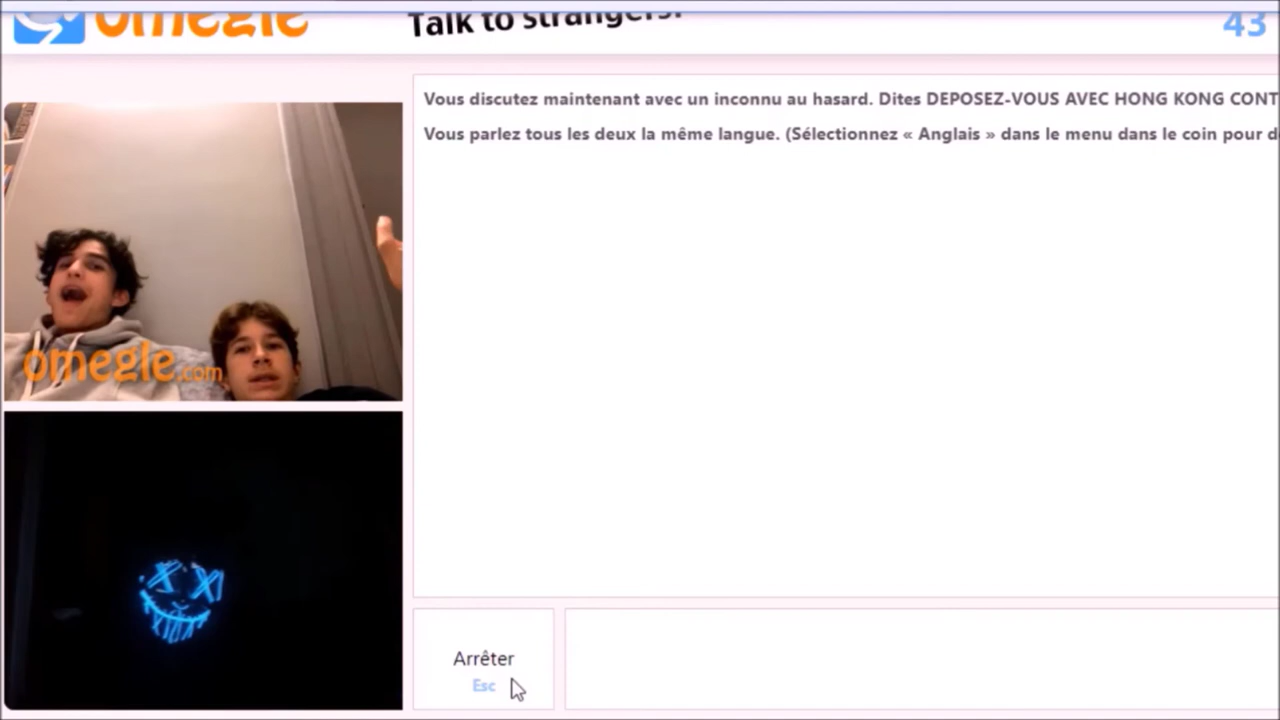 omegle
Talk to strangers!
43
Vous discutez maintenant avec un inconnu au hasard. Dites DEPOSEZ-VOUS AVEC HONG KONG CONT
Vous parlez tous les deux la même langue. (Sélectionnez « Anglais » dans le menu dans le coin pour d
omegle.com
Arrêter
Esc